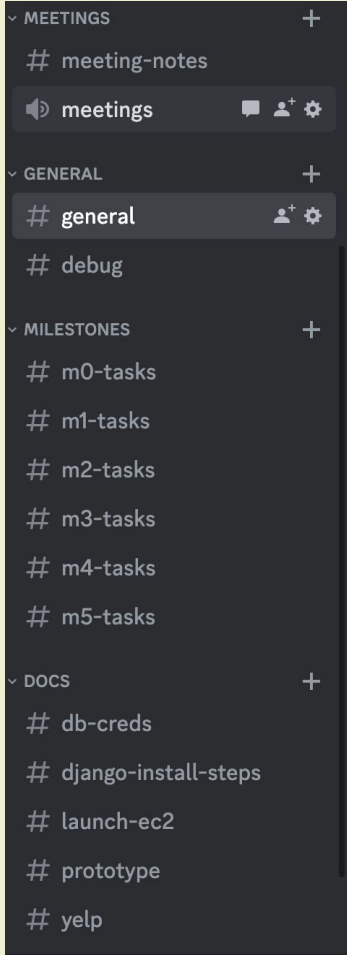 MEETINGS
# meeting-notes
meetings
GENERAL
# general
# debug
MILESTONES
# m0-tasks
# m1-tasks
# m2-tasks
# m3-tasks
# m4-tasks
# m5-tasks
DOCS
# db-creds
# django-install-steps
# launch-ec2
# prototype
# yelp